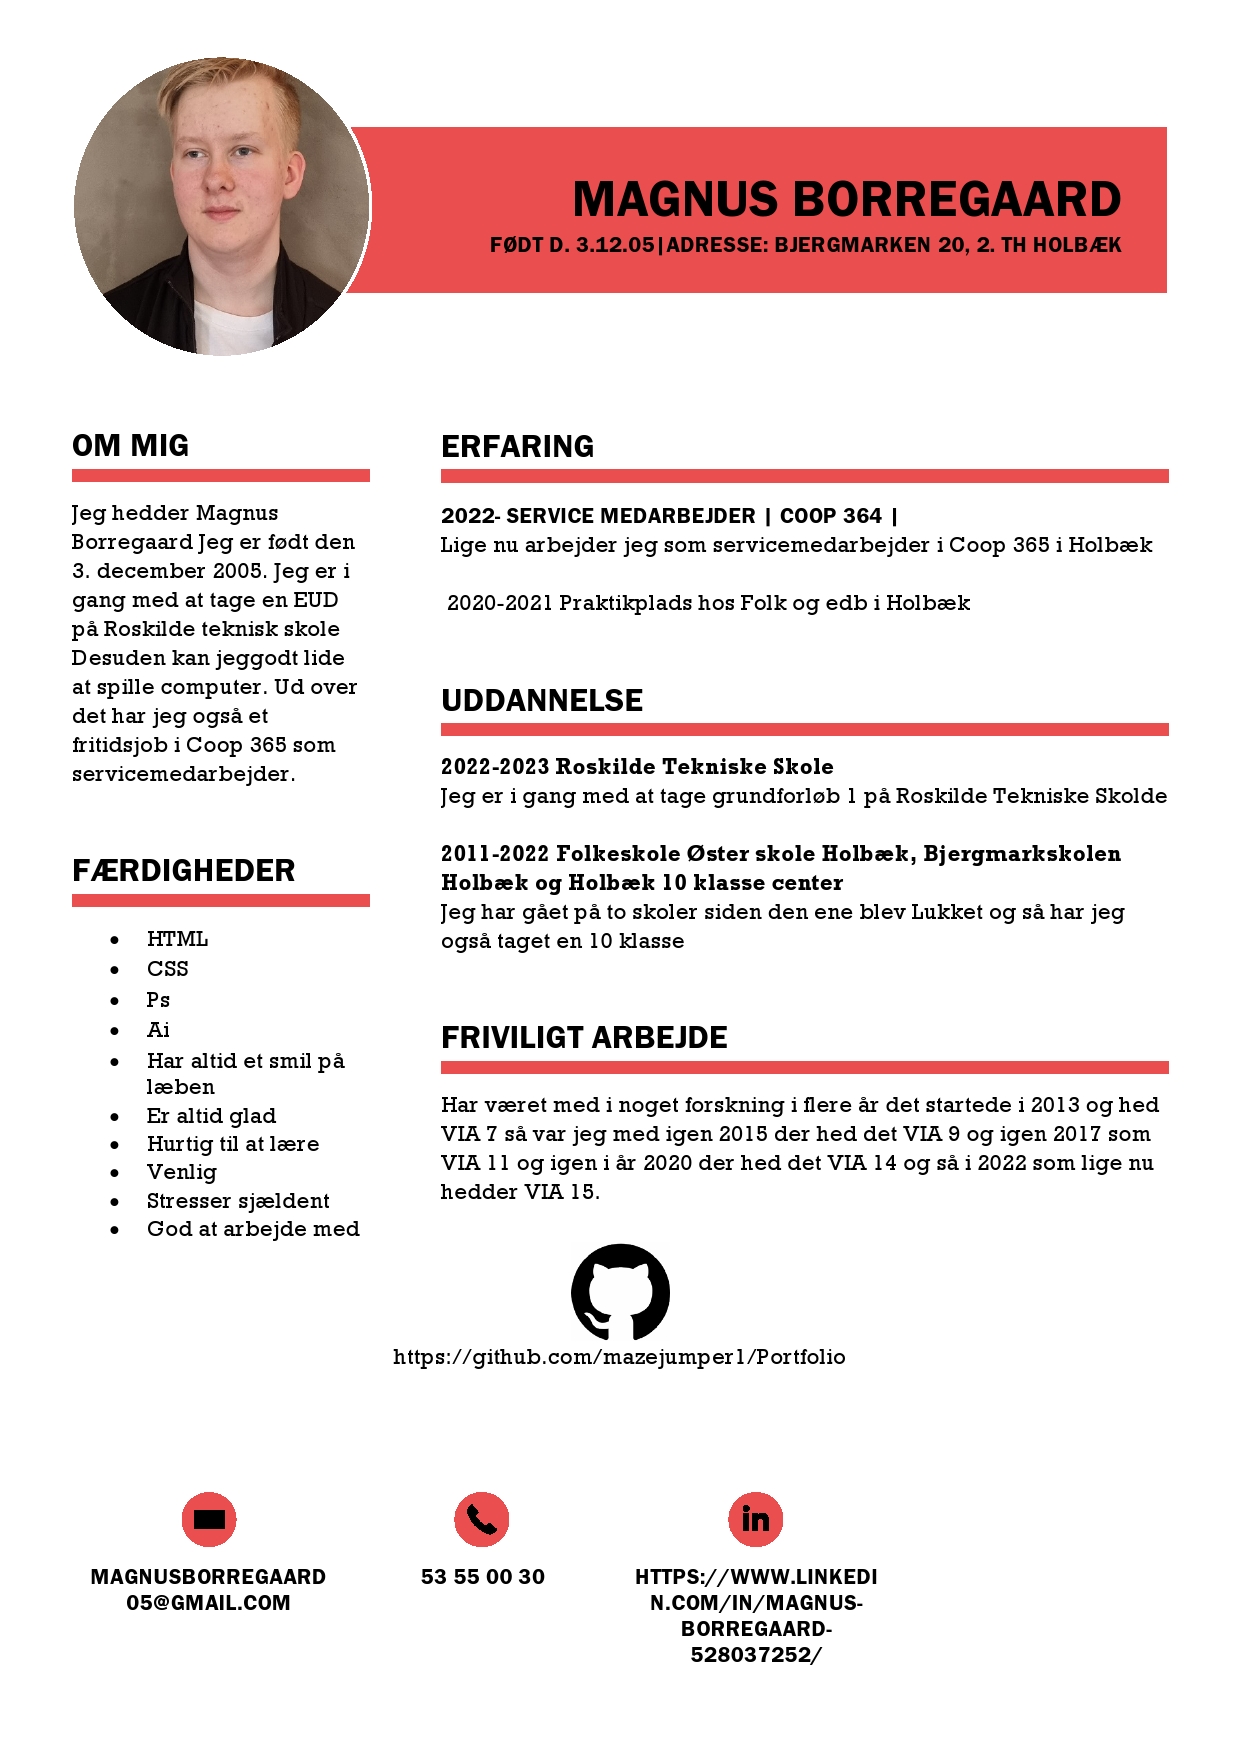 MAGNUS BORREGAARD
FØDT D. 3.12.05|ADRESSE: BJERGMARKEN 20, 2. TH HOLBÆK
OM MIG
Jeg hedder Magnus
Borregaard Jeg er født den
3. december 2005. Jeg er i
gang med at tage en EUD
på Roskilde teknisk skole
Desuden kan jeggodt lide
at spille computer. Ud over
det har jeg også et
fritidsjob i Coop 365 som
servicemedarbejder.
FÆRDIGHEDER
• HTML
• CSS
• Ps
• Ai
• Har altid et smil på
læben
• Er altid glad
• Hurtig til at lære
• Venlig
• Stresser sjældent
• God at arbejde med
ERFARING
2022- SERVICE MEDARBEJDER | COOP 364 |
Lige nu arbejder jeg som servicemedarbejder i Coop 365 i Holbæk
2020-2021 Praktikplads hos Folk og edb i Holbæk
UDDANNELSE
2022-2023 Roskilde Tekniske Skole
Jeg er i gang med at tage grundforløb 1 på Roskilde Tekniske Skolde
2011-2022 Folkeskole Øster skole Holbæk, Bjergmarkskolen
Holbæk og Holbæk 10 klasse center
Jeg har gået på to skoler siden den ene blev Lukket og så har jeg
også taget en 10 klasse
FRIVILIGT ARBEJDE
Har været med i noget forskning i flere år det startede i 2013 og hed
VIA 7 så var jeg med igen 2015 der hed det VIA 9 og igen 2017 som
VIA 11 og igen i år 2020 der hed det VIA 14 og så i 2022 som lige nu
hedder VIA 15.
https://github.com/mazejumper1/Portfolio
MAGNUSBORREGAARD
05@GMAIL.COM
53 55 00 30
in
HTTPS://WWW.LINKEDI
N.COM/IN/MAGNUS-
BORREGAARD-
528037252/